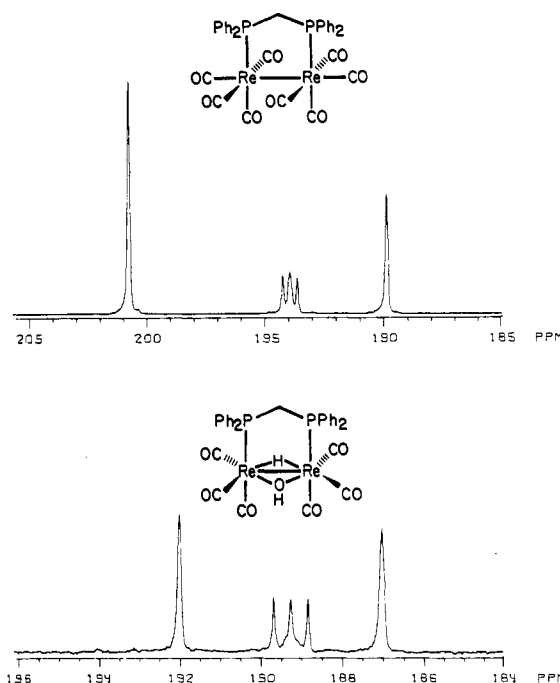 Ph2P PPh2
CO CO
OC Re Re CO
OC OC
CO CO
205 200 195 190 185 PPM
Ph2P PPh2
OC H CO
Re Re
OC O CO
CO H CO
196 194 192 190 188 186 184 PPM